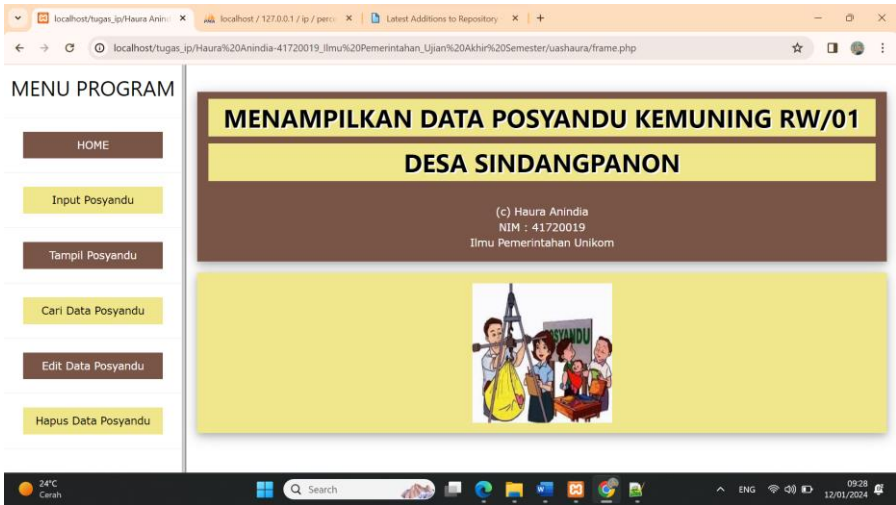 localhost/tugas_ip/Haura Anind
localhost / 127.0.0.1 / ip / perc
Latest Additions to Repository
localhost/tugas_ip/Haura%20Anindia-41720019_Ilmu%20Pemerintahan_Ujian%20Akhir%20Semester/uashaura/frame.php
MENU PROGRAM
HOME
Input Posyandu
Tampil Posyandu
Cari Data Posyandu
Edit Data Posyandu
Hapus Data Posyandu
MENAMPILKAN DATA POSYANDU KEMUNING RW/01
DESA SINDANGPANON
(c) Haura Anindia
NIM : 41720019
Ilmu Pemerintahan Unikom
POSYANDU
24°C
Cerah
Search
ENG
09:28
12/01/2024